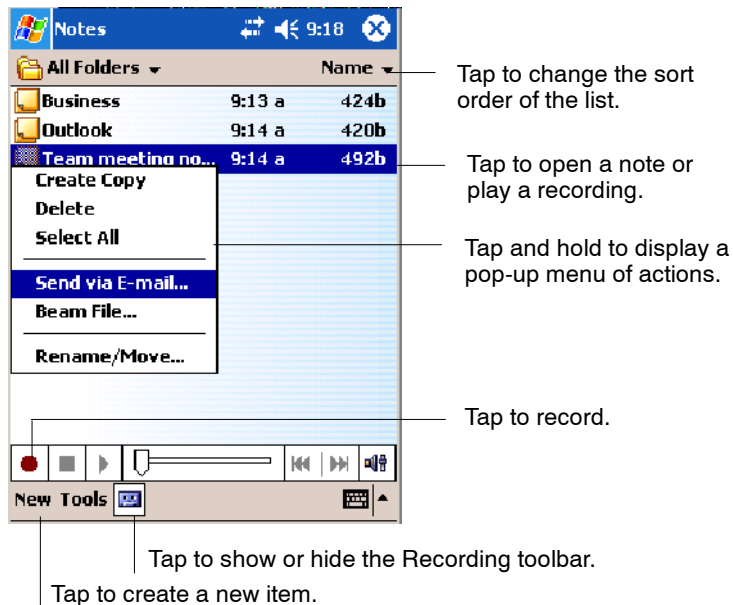 Notes 9:18
All Folders Name
Tap to change the sort
order of the list.
Business 9:13 a 424b
Outlook 9:14 a 420b
Team meeting no... 9:14 a 492b
Tap to open a note or
play a recording.
Create Copy
Delete
Select All
Tap and hold to display a
pop-up menu of actions.
Send via E-mail...
Beam File...
Rename/Move...
Tap to record.
New Tools
Tap to show or hide the Recording toolbar.
Tap to create a new item.